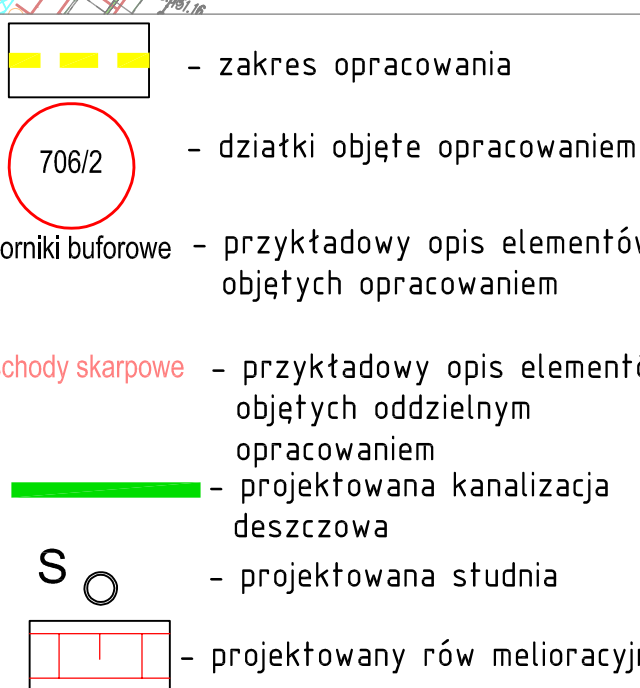 - zakres opracowania
706/2 - działki objęte opracowaniem
orniki buforowe - przykładowy opis elementów
objętych opracowaniem
chody skarpowe - przykładowy opis elementó
objętych oddzielnym
opracowaniem
- projektowana kanalizacja
deszczowa
S - projektowana studnia
- projektowany rów melioracyjn